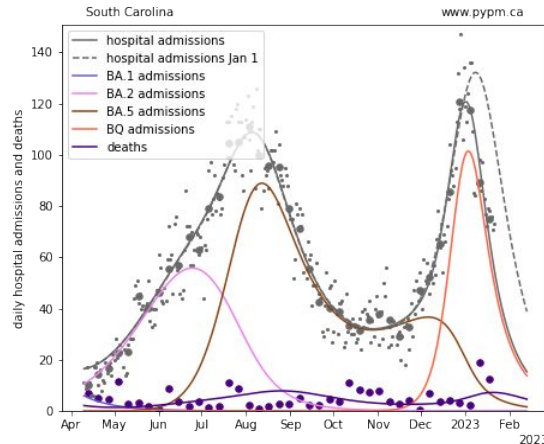 South Carolina
www.pypm.ca
hospital admissions
hospital admissions Jan 1
BA.1 admissions
BA.2 admissions
BA.5 admissions
BQ admissions
deaths
daily hospital admissions and deaths
140
120
100
80
60
40
20
0
Apr May Jun Jul Aug Sep Oct Nov Dec 2023 Feb
2023